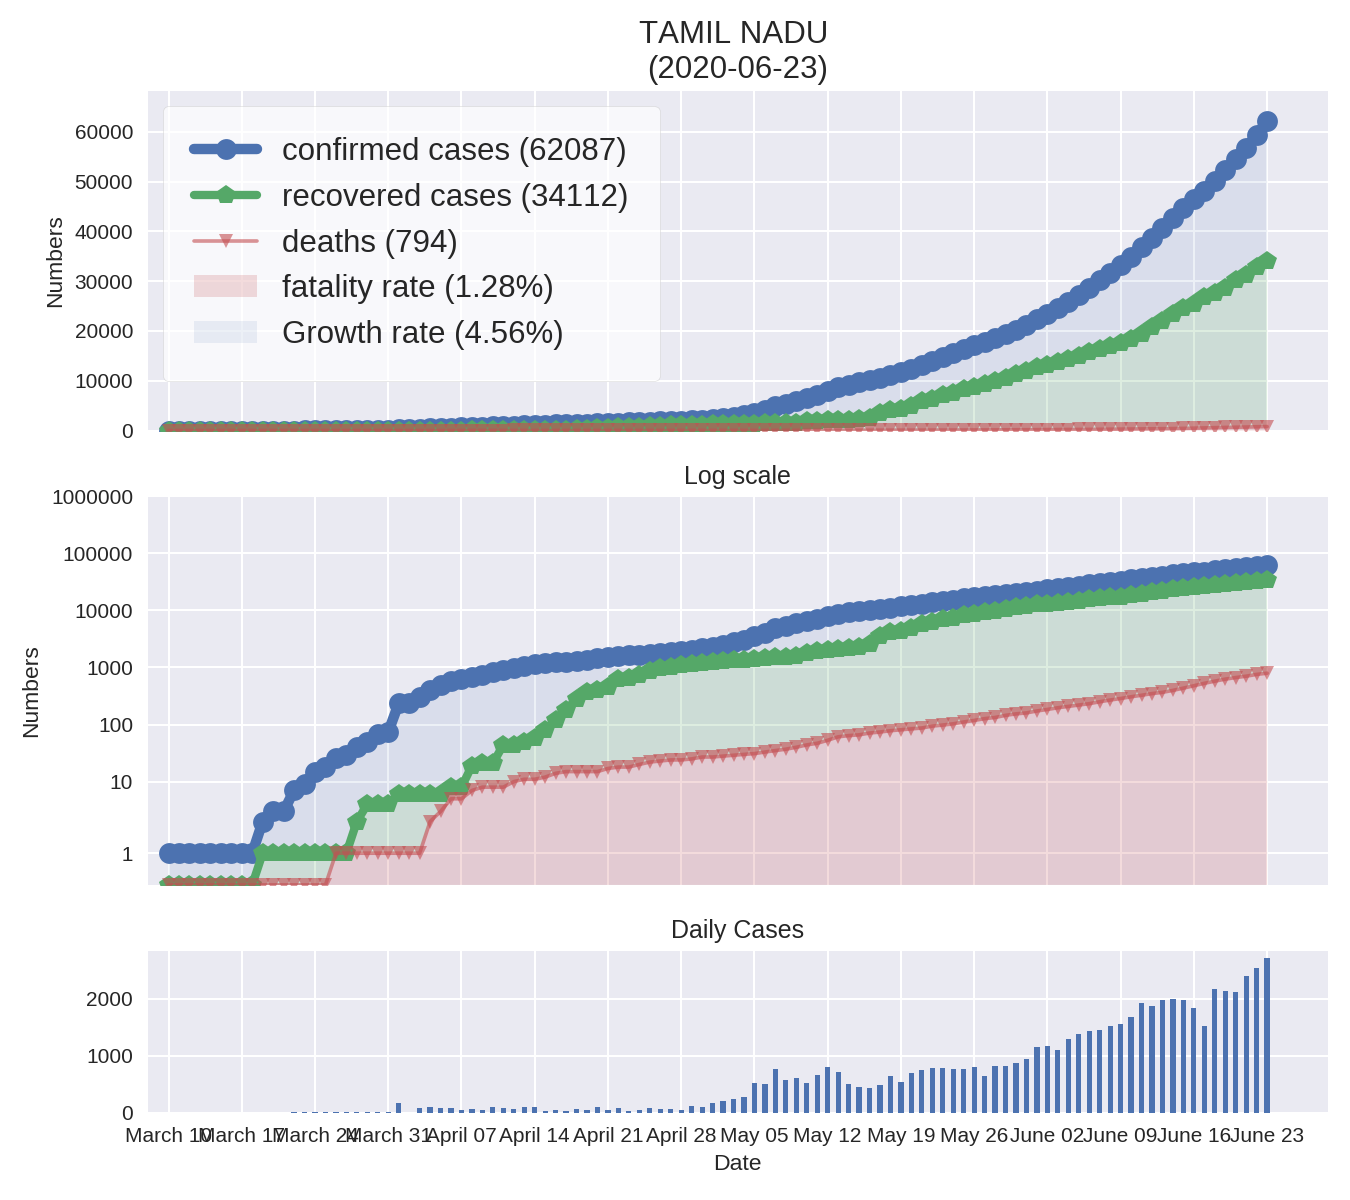 TAMIL NADU
(2020-06-23)
Numbers
60000
50000
40000
30000
20000
10000
0
confirmed cases (62087)
recovered cases (34112)
deaths (794)
fatality rate (1.28%)
Growth rate (4.56%)
Log scale
Numbers
1000000
100000
10000
1000
100
10
1
Daily Cases
2000
1000
0
March 10 March 17 March 24 March 31 April 07 April 14 April 21 April 28 May 05 May 12 May 19 May 26 June 02 June 09 June 16 June 23
Date